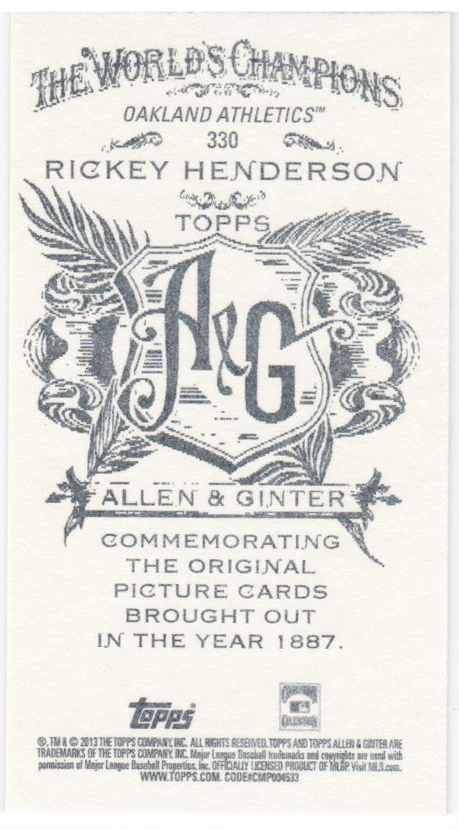 THE WORLD'S CHAMPIONS
OAKLAND ATHLETICS™
330
RICKEY HENDERSON
TOPPS
A&G
ALLEN & GINTER
COMMEMORATING
THE ORIGINAL
PICTURE CARDS
BROUGHT OUT
IN THE YEAR 1887.
Topps
®, TM & © 2013 THE TOPPS COMPANY, INC. ALL RIGHTS RESERVED. TOPPS AND TOPPS ALLEN & GINTER ARE
TRADEMARKS OF THE TOPPS COMPANY, INC. Major League Baseball trademarks and copyrights are used with
permission of Major League Baseball Properties, Inc. OFFICIALLY LICENSED PRODUCT OF MLBP. Visit MLB.com.
WWW.TOPPS.COM. CODE#CMP004533